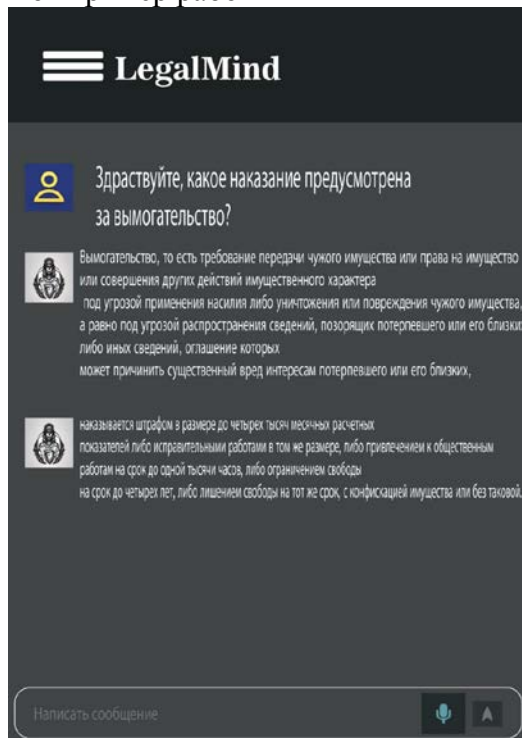 LegalMind
Здраствуйте, какое наказание предусмотрена
за вымогательство?
Вымогательство, то есть требование передачи чужого имущества или права на имущество
или совершения других действий имущественного характера
под угрозой применения насилия либо уничтожения или повреждения чужого имущества,
а равно под угрозой распространения сведений, позорящик потерпевшего или его близких
либо иных сведений, оглашение которых
может причинить существенный вред интересам потерпевшего или его близких,
наказывается штрафом в размере до четырех тысяч месячных расчетных
показателей либо исправительными работами в том же размере, либо привлечением к общественным
работам на срок до одной тысячи часов, либо ограничением свободы
на срок до четырех лет, либо лишением свободы на тот же срок, с конфискацией имущества или без таковой.
Написать сообщение